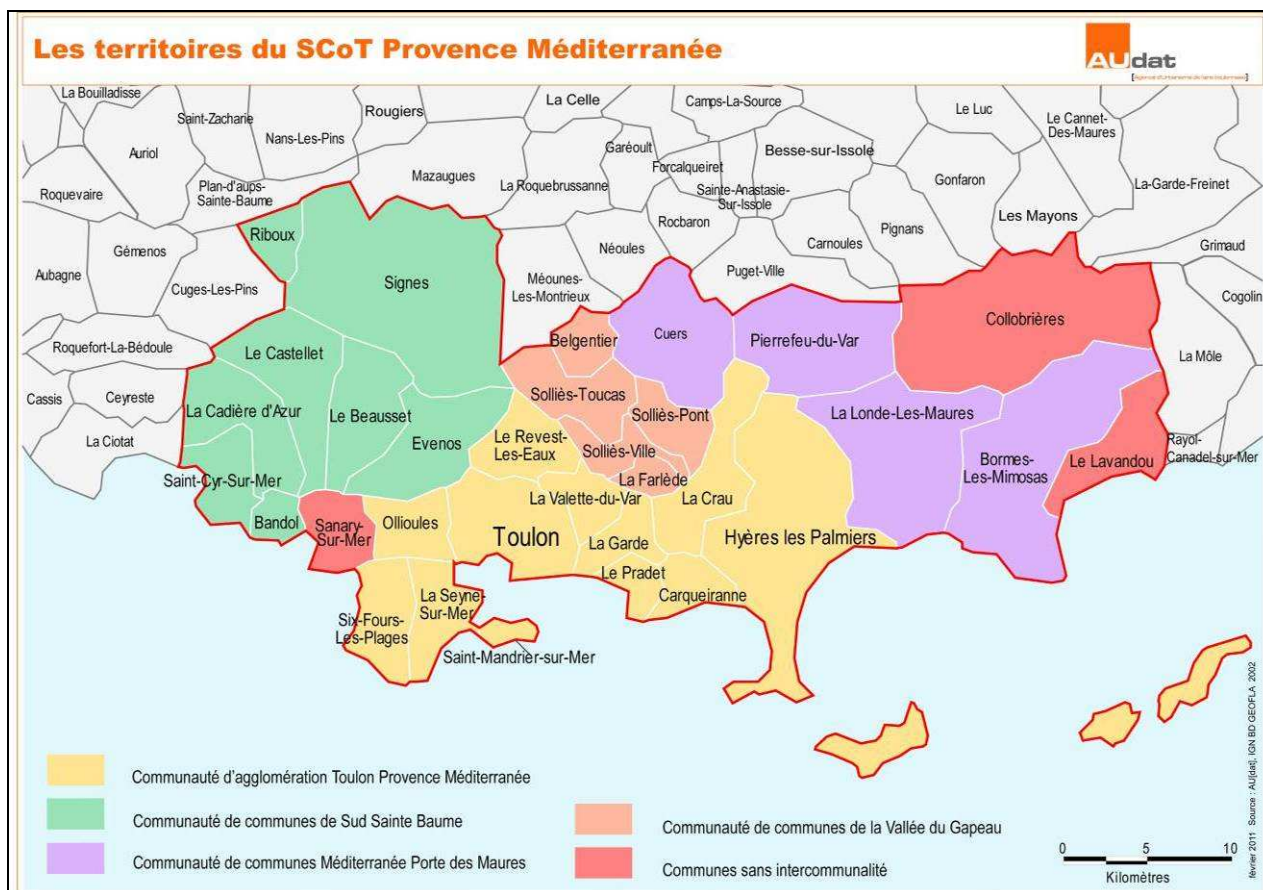 Les territoires du SCoT Provence Méditerranée
AUdat
[Agence d'urbanisme de l'aire toulonnaise]
La Bouilladisse
Saint-Zacharie
Rougiers
La Celle
Camps-La-Source
Le Luc
Le Cannet-
Des-Maures
Auriol
Nans-Les-Pins
Garéoult
Forcalqueiret
Besse-sur-Issole
Roquevaire
Plan-d'aups-
Sainte-Baume
Mazaugues
La Roquebrussanne
Sainte-Anastasie-
Sur-Issole
Gonfaron
La-Garde-Freinet
Riboux
Rocbaron
Pignans
Les Mayons
Gémenos
Néoules
Carnoules
Grimaud
Aubagne
Cuges-Les-Pins
Signes
Méounes-
Les-Montrieux
Puget-Ville
Cogolin
Collobrières
Roquefort-La-Bédoule
Le Castellet
Belgentier
Cuers
Pierrefeu-du-Var
La Môle
Cassis
Ceyreste
La Cadière d'Azur
Le Beausset
Solliès-Toucas
Solliès-Pont
La Londe-Les-Maures
La Ciotat
Evenos
Le Revest-
Les-Eaux
Solliès-Ville
Bormes-
Les-Mimosas
Le Lavandou
Rayol-
Canadel-sur-Mer
Saint-Cyr-Sur-Mer
La Farlède
Bandol
Sanary-
Sur-Mer
Ollioules
La Valette-du-Var
La Crau
Toulon
La Garde
Hyères les Palmiers
Le Pradet
Carqueiranne
La Seyne-
Sur-Mer
Six-Fours-
Les-Plages
Saint-Mandrier-sur-Mer
Communauté d'agglomération Toulon Provence Méditerranée
Communauté de communes de Sud Sainte Baume
Communauté de communes Méditerranée Porte des Maures
Communauté de communes de la Vallée du Gapeau
Communes sans intercommunalité
0 5 10
Kilomètres
février 2011 Source : AU[dat], IGN BD GEOFLA 2002